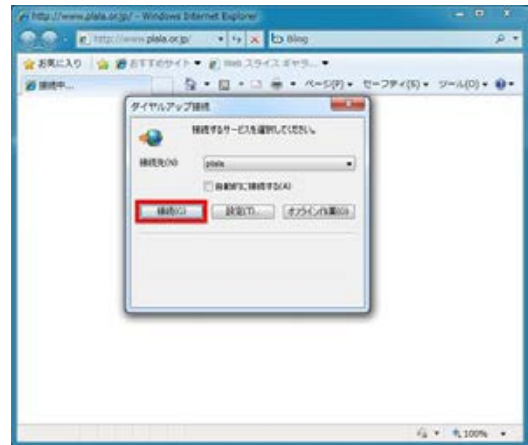 http://www.plala.or.jp/ - Windows Internet Explorer
http://www.plala.or.jp/
Bing
お気に入り
おすすめサイト
Web スライス ギャラ...
接続中...
ページ(P)
セーフティ(S)
ツール(O)
ダイヤルアップ接続
接続するサービスを選択してください。
接続先(N)
plala
自動的に接続する(A)
接続(C)
設定(T)...
オフライン作業(O)
100%